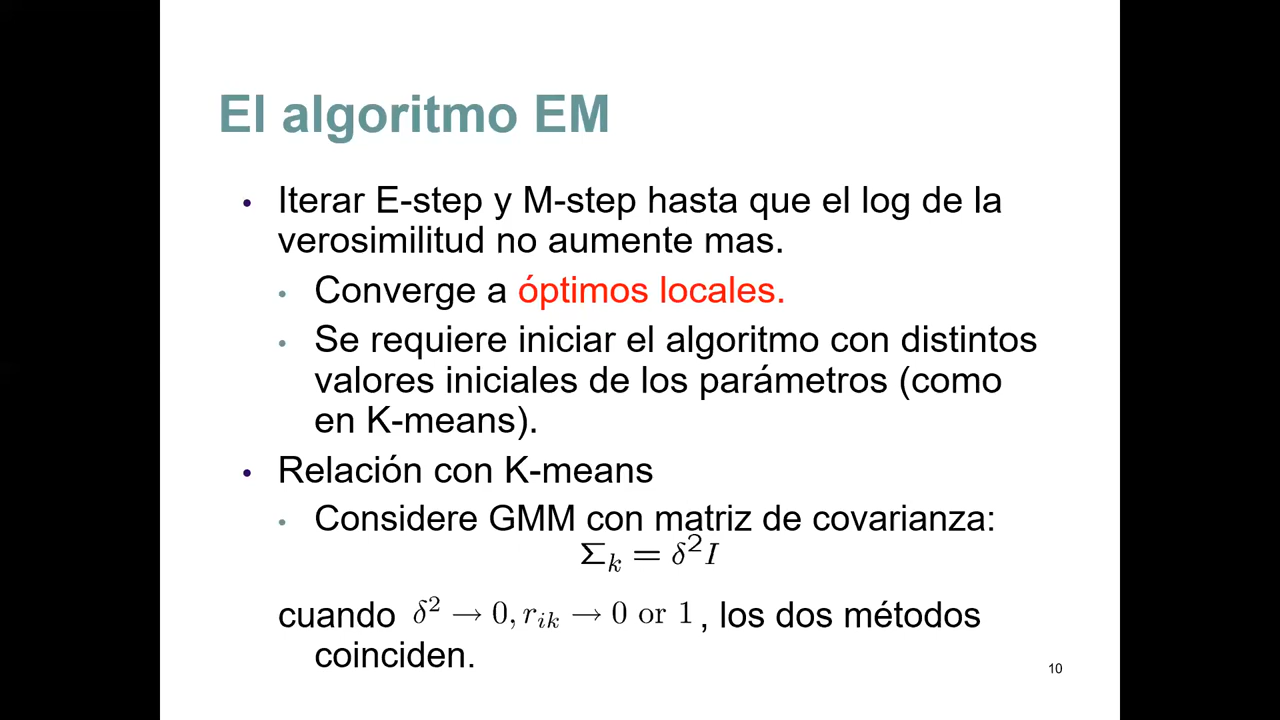 El algoritmo EM
• Iterar E-step y M-step hasta que el log de la
verosimilitud no aumente mas.
• Converge a óptimos locales.
• Se requiere iniciar el algoritmo con distintos
valores iniciales de los parámetros (como
en K-means).
• Relación con K-means
• Considere GMM con matriz de covarianza:
Σₖ = δ²I
cuando δ² → 0, rᵢₖ → 0 or 1 , los dos métodos
coinciden.
10